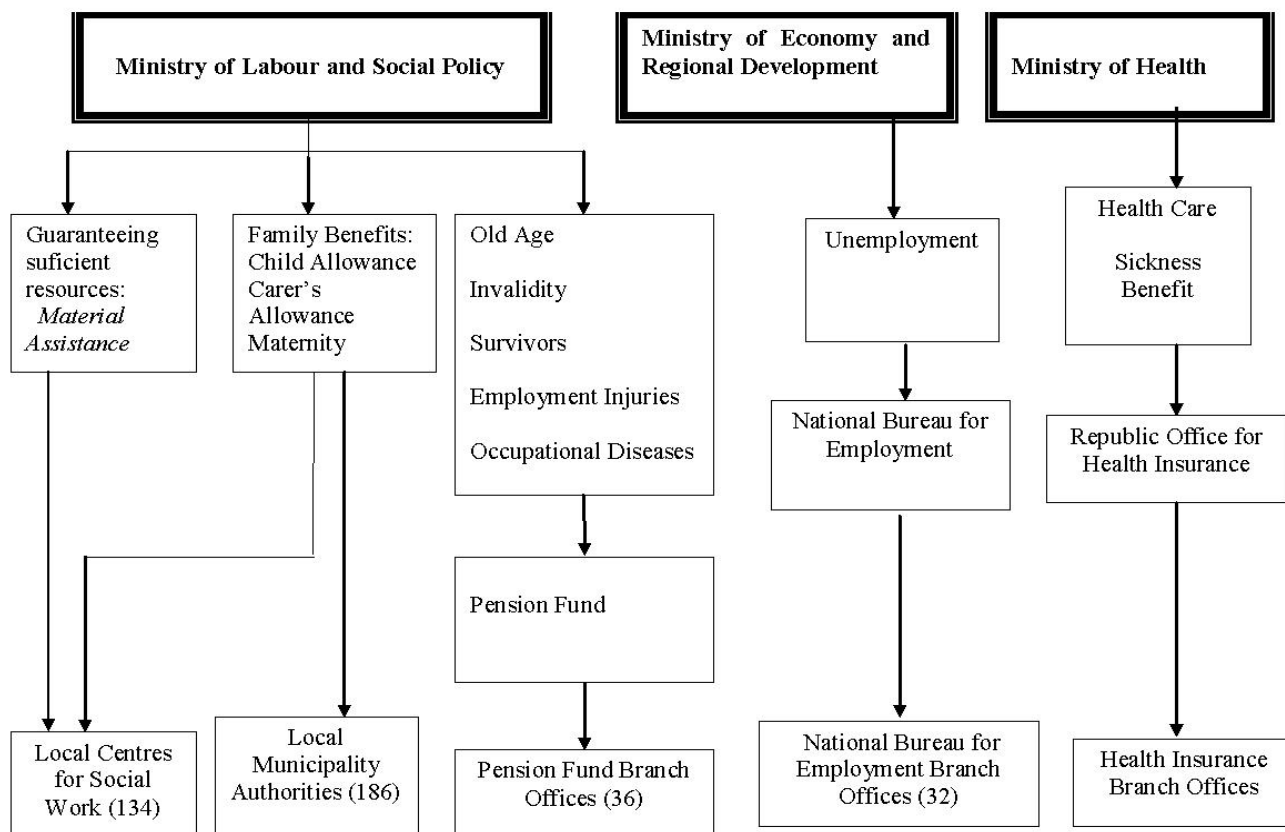 Ministry of Labour and Social Policy
Ministry of Economy and
Regional Development
Ministry of Health
Guaranteeing
suficient
resources:
Material
Assistance
Family Benefits:
Child Allowance
Carer’s
Allowance
Maternity
Old Age
Invalidity
Survivors
Employment Injuries
Occupational Diseases
Unemployment
Health Care
Sickness
Benefit
National Bureau for
Employment
Republic Office for
Health Insurance
Pension Fund
Local Centres
for Social
Work (134)
Local
Municipality
Authorities (186)
Pension Fund Branch
Offices (36)
National Bureau for
Employment Branch
Offices (32)
Health Insurance
Branch Offices